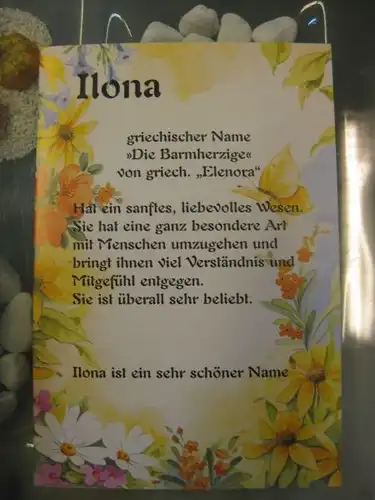 Ilona
griechischer Name
»Die Barmherzige«
von griech. „Elenora“
Hat ein sanftes, liebevolles Wesen.
Sie hat eine ganz besondere Art
mit Menschen umzugehen und
bringt ihnen viel Verständnis und
Mitgefühl entgegen.
Sie ist überall sehr beliebt.
Ilona ist ein sehr schöner Name